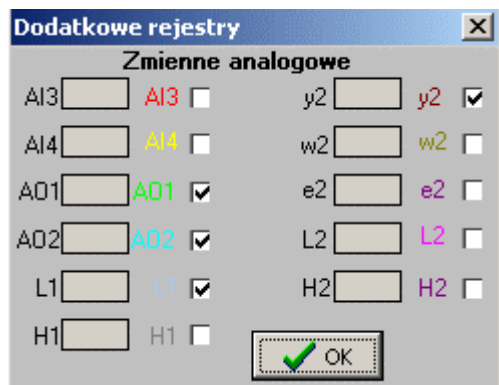 Dodatkowe rejestry
Zmienne analogowe
AI3 AI3 y2 y2
AI4 AI4 w2 w2
AO1 AO1 e2 e2
AO2 AO2 L2 L2
L1 L1 H2 H2
H1 H1
OK